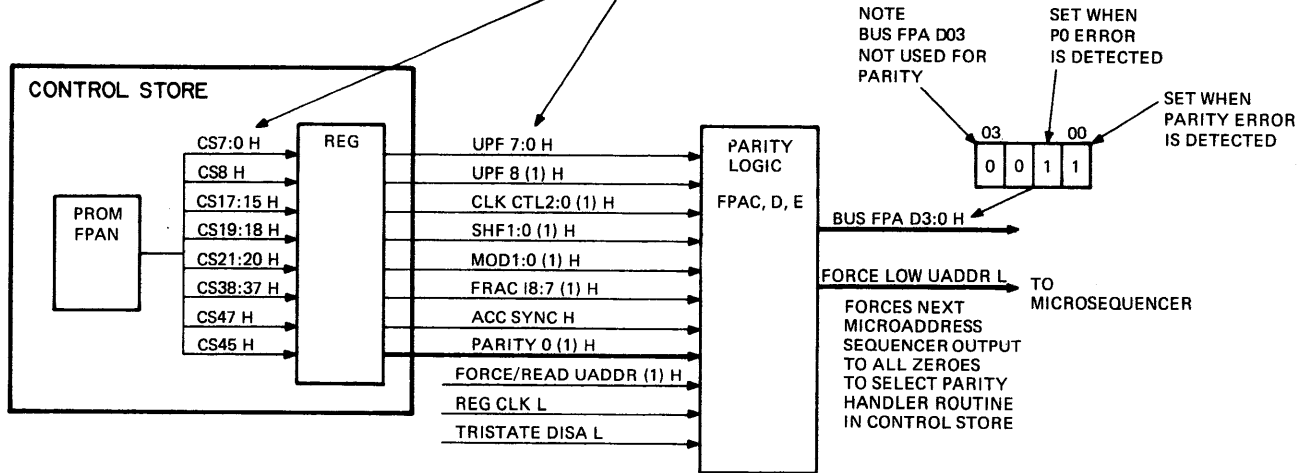 NOTE
BUS FPA D03
NOT USED FOR
PARITY
SET WHEN
P0 ERROR
IS DETECTED
SET WHEN
PARITY ERROR
IS DETECTED
03 00
0 0 1 1
CONTROL STORE
PROM
FPAN
CS7:0 H
CS8 H
CS17:15 H
CS19:18 H
CS21:20 H
CS38:37 H
CS47 H
CS45 H
REG
UPF 7:0 H
UPF 8 (1) H
CLK CTL2:0 (1) H
SHF1:0 (1) H
MOD1:0 (1) H
FRAC I8:7 (1) H
ACC SYNC H
PARITY 0 (1) H
FORCE/READ UADDR (1) H
REG CLK L
TRISTATE DISA L
PARITY
LOGIC
FPAC, D, E
BUS FPA D3:0 H
FORCE LOW UADDR L
TO
MICROSEQUENCER
FORCES NEXT
MICROADDRESS
SEQUENCER OUTPUT
TO ALL ZEROES
TO SELECT PARITY
HANDLER ROUTINE
IN CONTROL STORE